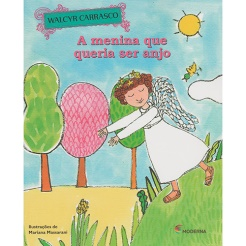 WALCYR CARRASCO
A menina que
queria ser anjo
Ilustrações de
Mariana Massarani
MODERNA